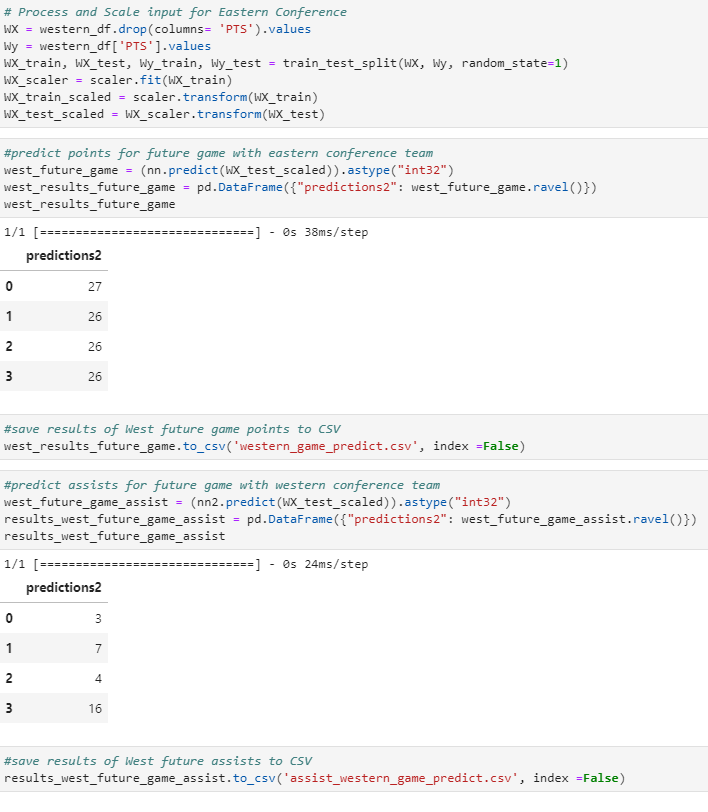 # Process and Scale input for Eastern Conference
WX = western_df.drop(columns= 'PTS').values
Wy = western_df['PTS'].values
WX_train, WX_test, Wy_train, Wy_test = train_test_split(WX, Wy, random_state=1)
WX_scaler = scaler.fit(WX_train)
WX_train_scaled = scaler.transform(WX_train)
WX_test_scaled = WX_scaler.transform(WX_test)
#predict points for future game with eastern conference team
west_future_game = (nn.predict(WX_test_scaled)).astype("int32")
west_results_future_game = pd.DataFrame({"predictions2": west_future_game.ravel()})
west_results_future_game
1/1 [==============================] - 0s 38ms/step
predictions2
0 27
1 26
2 26
3 26
#save results of West future game points to CSV
west_results_future_game.to_csv('western_game_predict.csv', index =False)
#predict assists for future game with western conference team
west_future_game_assist = (nn2.predict(WX_test_scaled)).astype("int32")
results_west_future_game_assist = pd.DataFrame({"predictions2": west_future_game_assist.ravel()})
results_west_future_game_assist
1/1 [==============================] - 0s 24ms/step
predictions2
0 3
1 7
2 4
3 16
#save results of West future assists to CSV
results_west_future_game_assist.to_csv('assist_western_game_predict.csv', index =False)